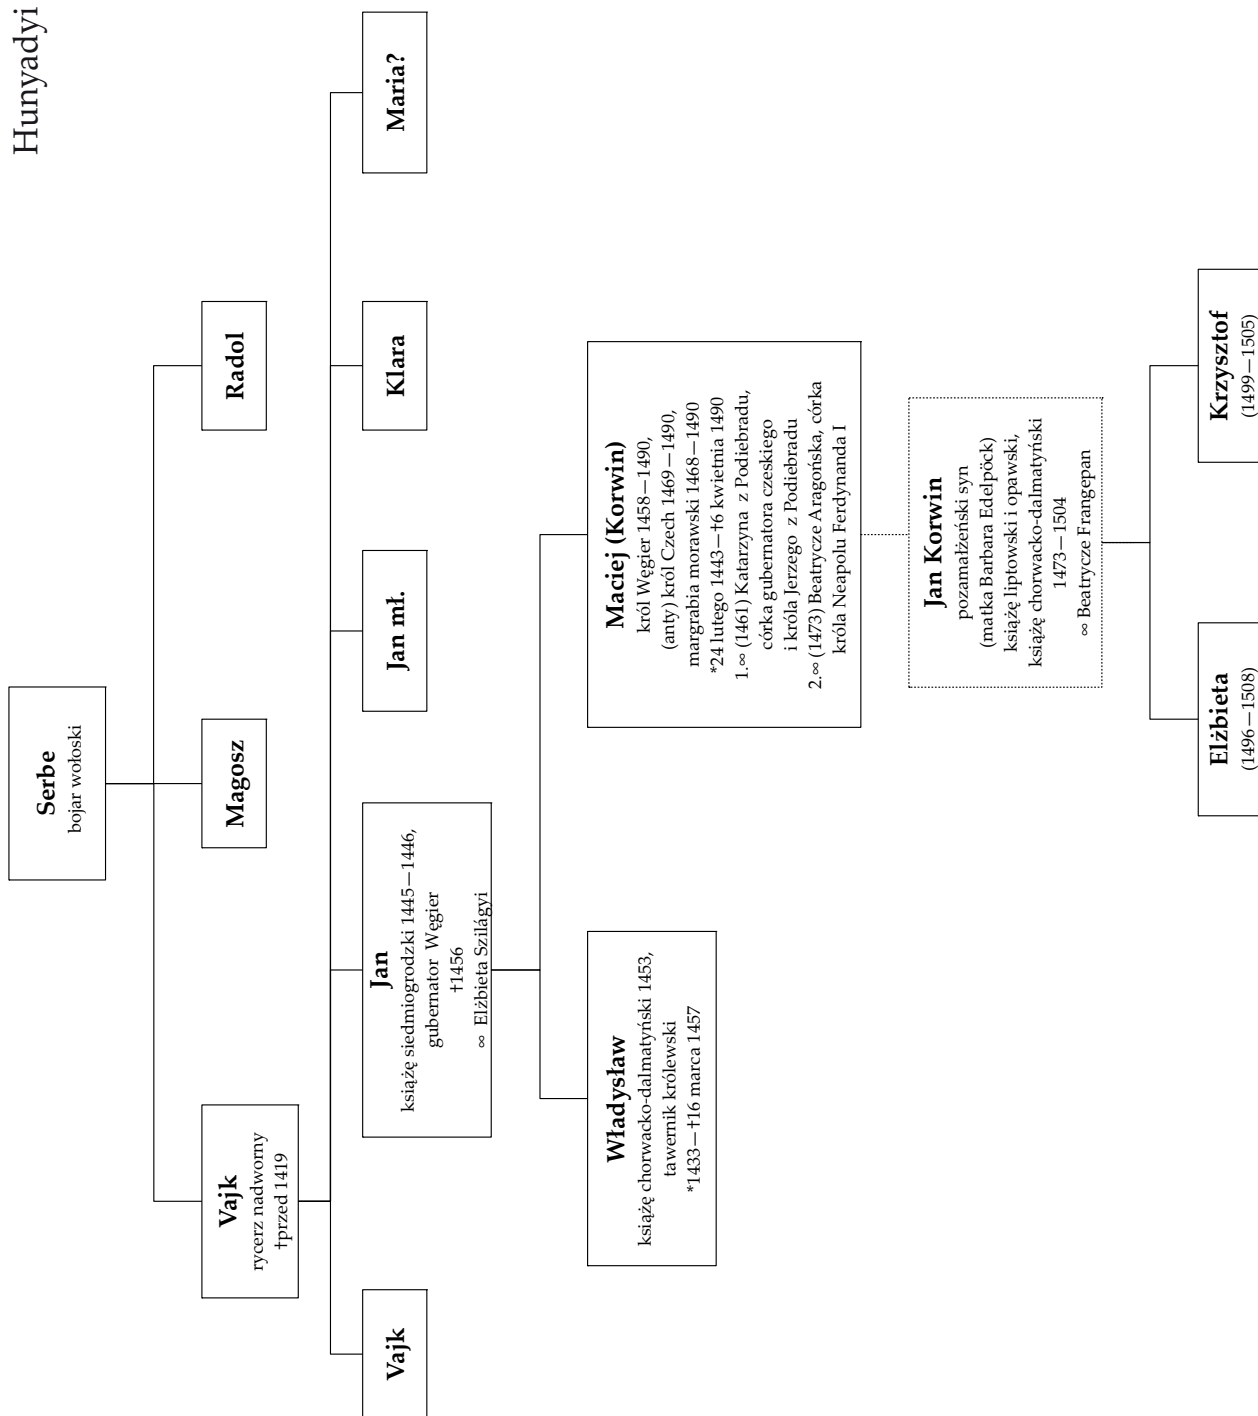 Hunyadyi
Serbe
bojar wołoski
Vajk
rycerz nadworny
†przed 1419
Magosz
Radol
Vajk
Jan
książę siedmiogrodzki 1445—1446,
gubernator Węgier
†1456
∞ Elżbieta Szilágyi
Jan mł.
Klara
Maria?
Władysław
książę chorwacko-dalmatyński 1453,
tawernik królewski
*1433—†16 marca 1457
Maciej (Korwin)
król Węgier 1458—1490,
(anty) król Czech 1469—1490,
margrabia morawski 1468—1490
*24 lutego 1443—†6 kwietnia 1490
1.∞ (1461) Katarzyna z Podiebradu,
córka gubernatora czeskiego
i króla Jerzego z Podiebradu
2.∞ (1473) Beatrycze Aragońska, córka
króla Neapolu Ferdynanda I
Jan Korwin
pozamałżeński syn
(matka Barbara Edelpöck)
książę liptowski i opawski,
książę chorwacko-dalmatyński
1473—1504
∞ Beatrycze Frangepan
Elżbieta
(1496—1508)
Krzysztof
(1499—1505)